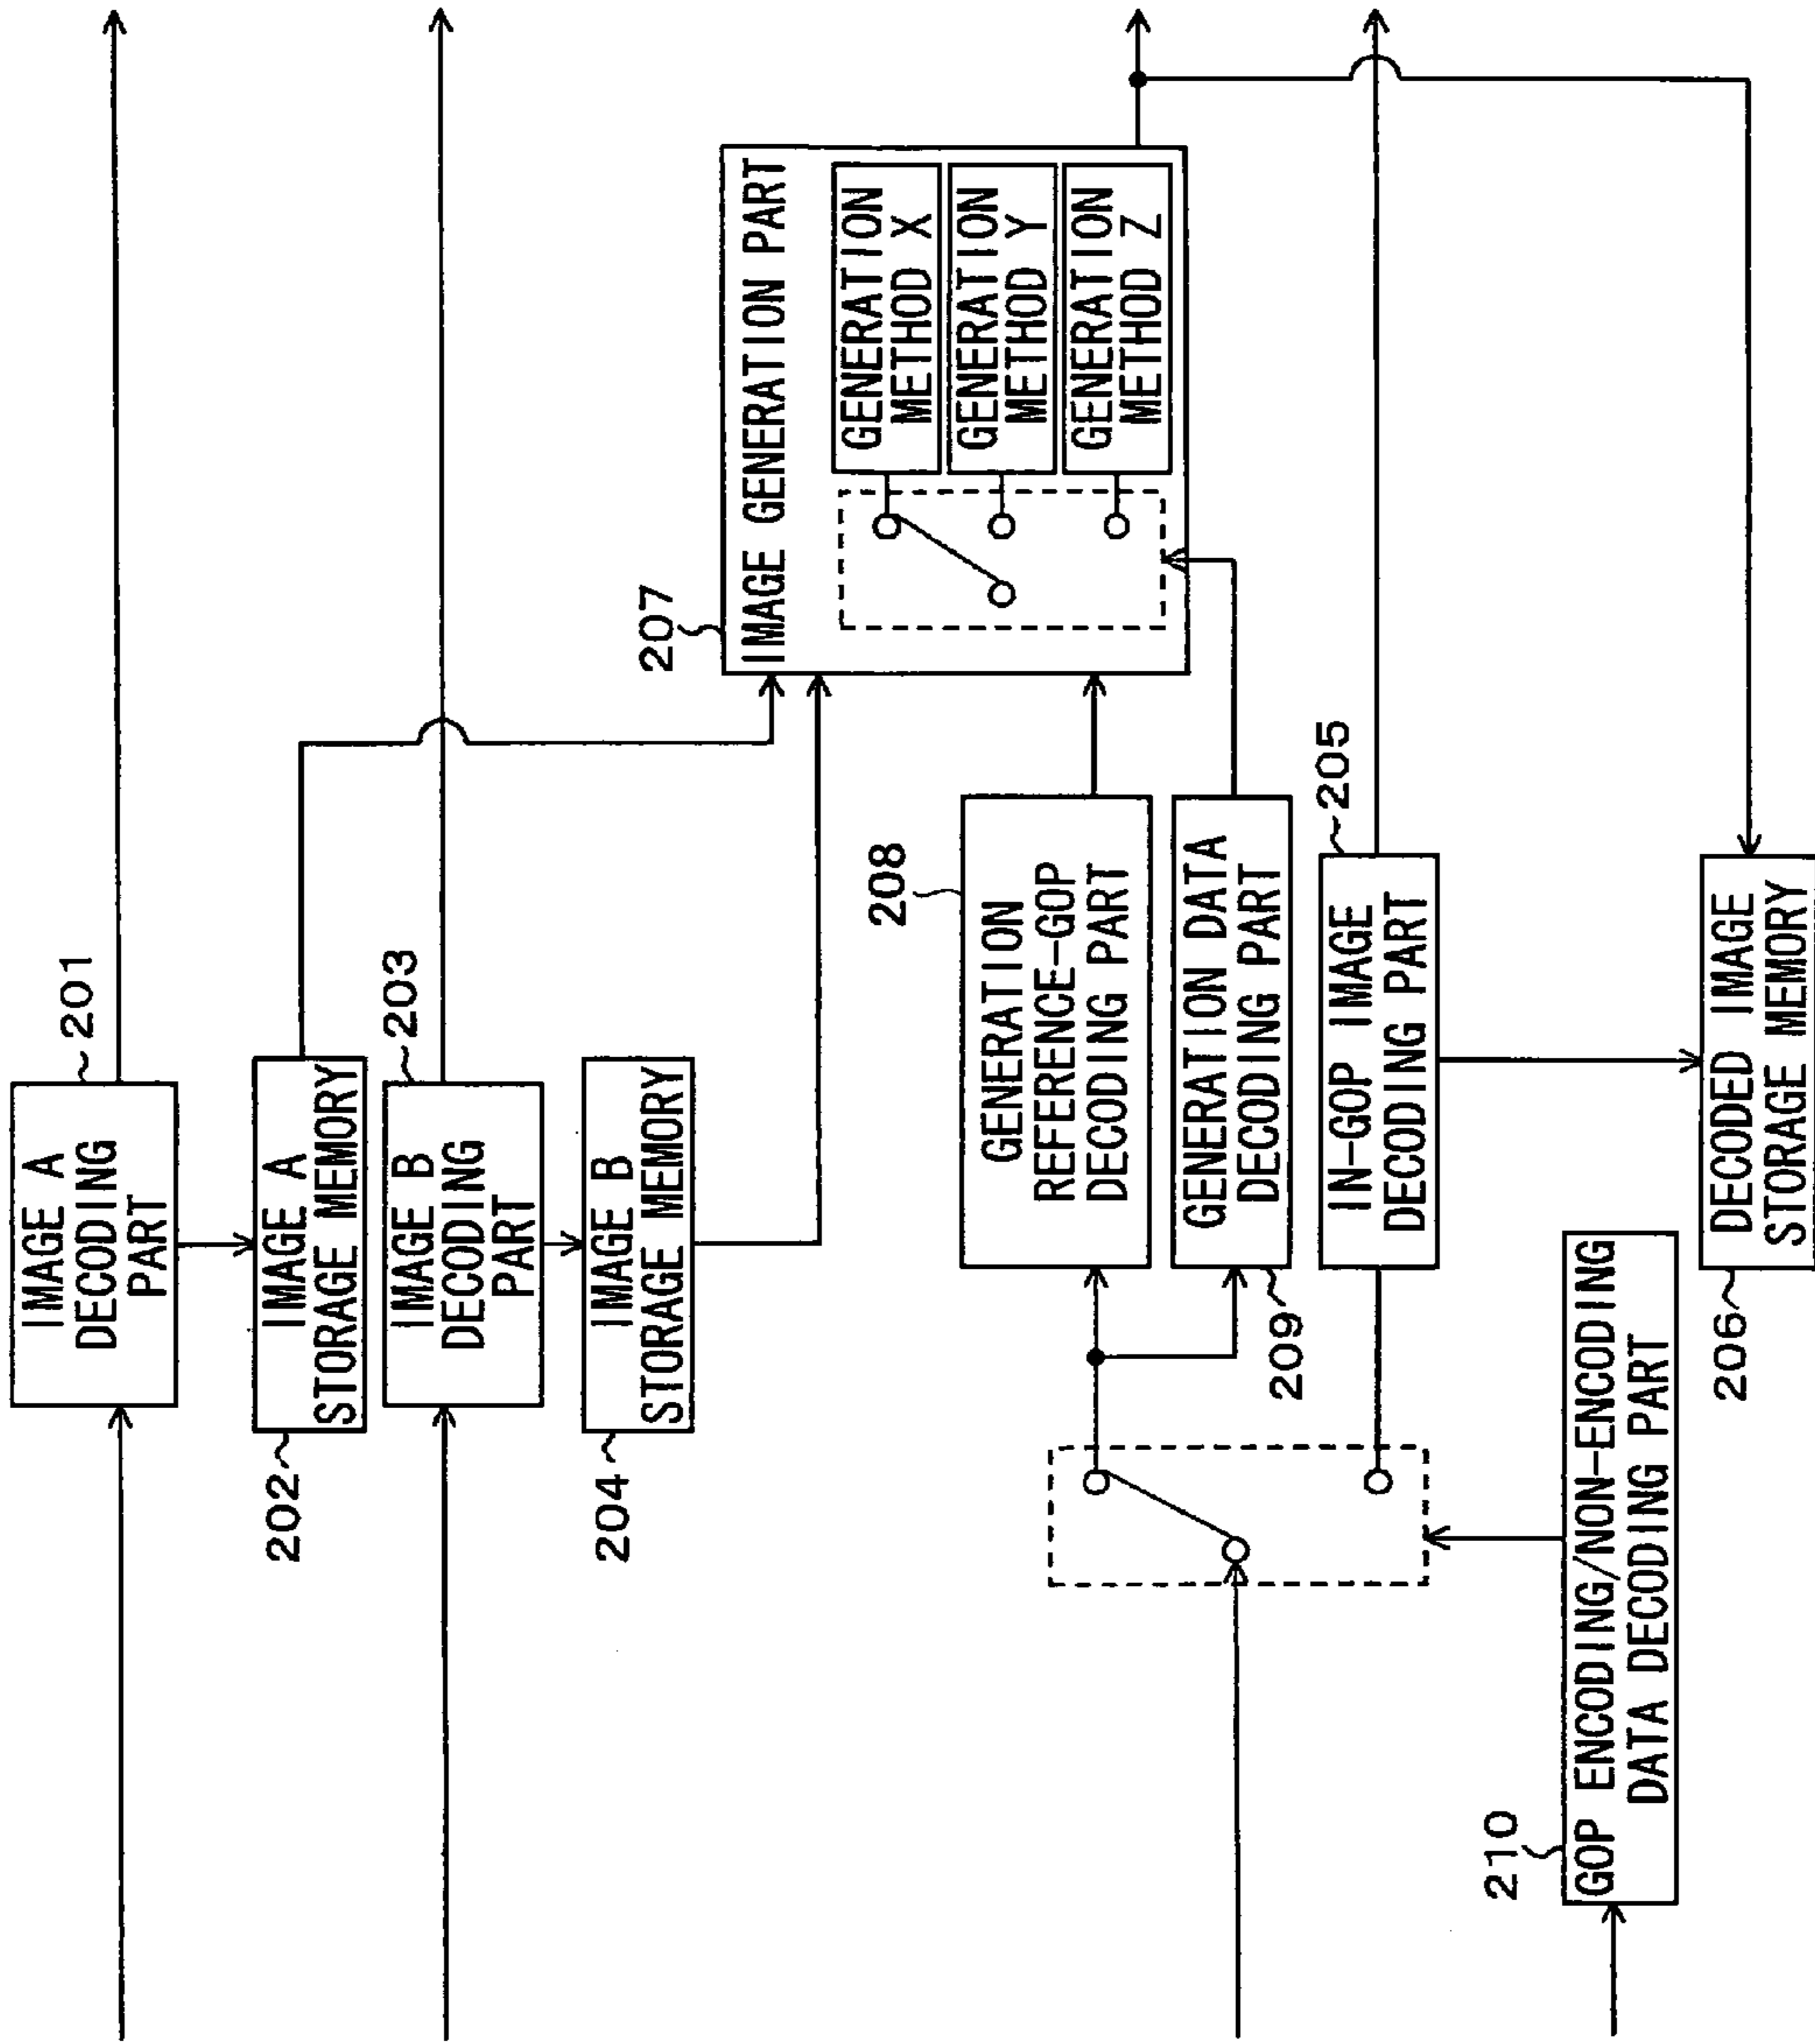 IMAGE A
DECODING
PART
201
IMAGE A
STORAGE MEMORY
202
IMAGE B
DECODING
PART
203
IMAGE B
STORAGE MEMORY
204
207
IMAGE GENERATION PART
GENERATION
METHOD X
GENERATION
METHOD Y
GENERATION
METHOD Z
208
GENERATION
REFERENCE-GOP
DECODING PART
GENERATION DATA
DECODING PART
209
205
IN-GOP IMAGE
DECODING PART
210
GOP ENCODING/NON-ENCODING
DATA DECODING PART
DECODED IMAGE
STORAGE MEMORY
206